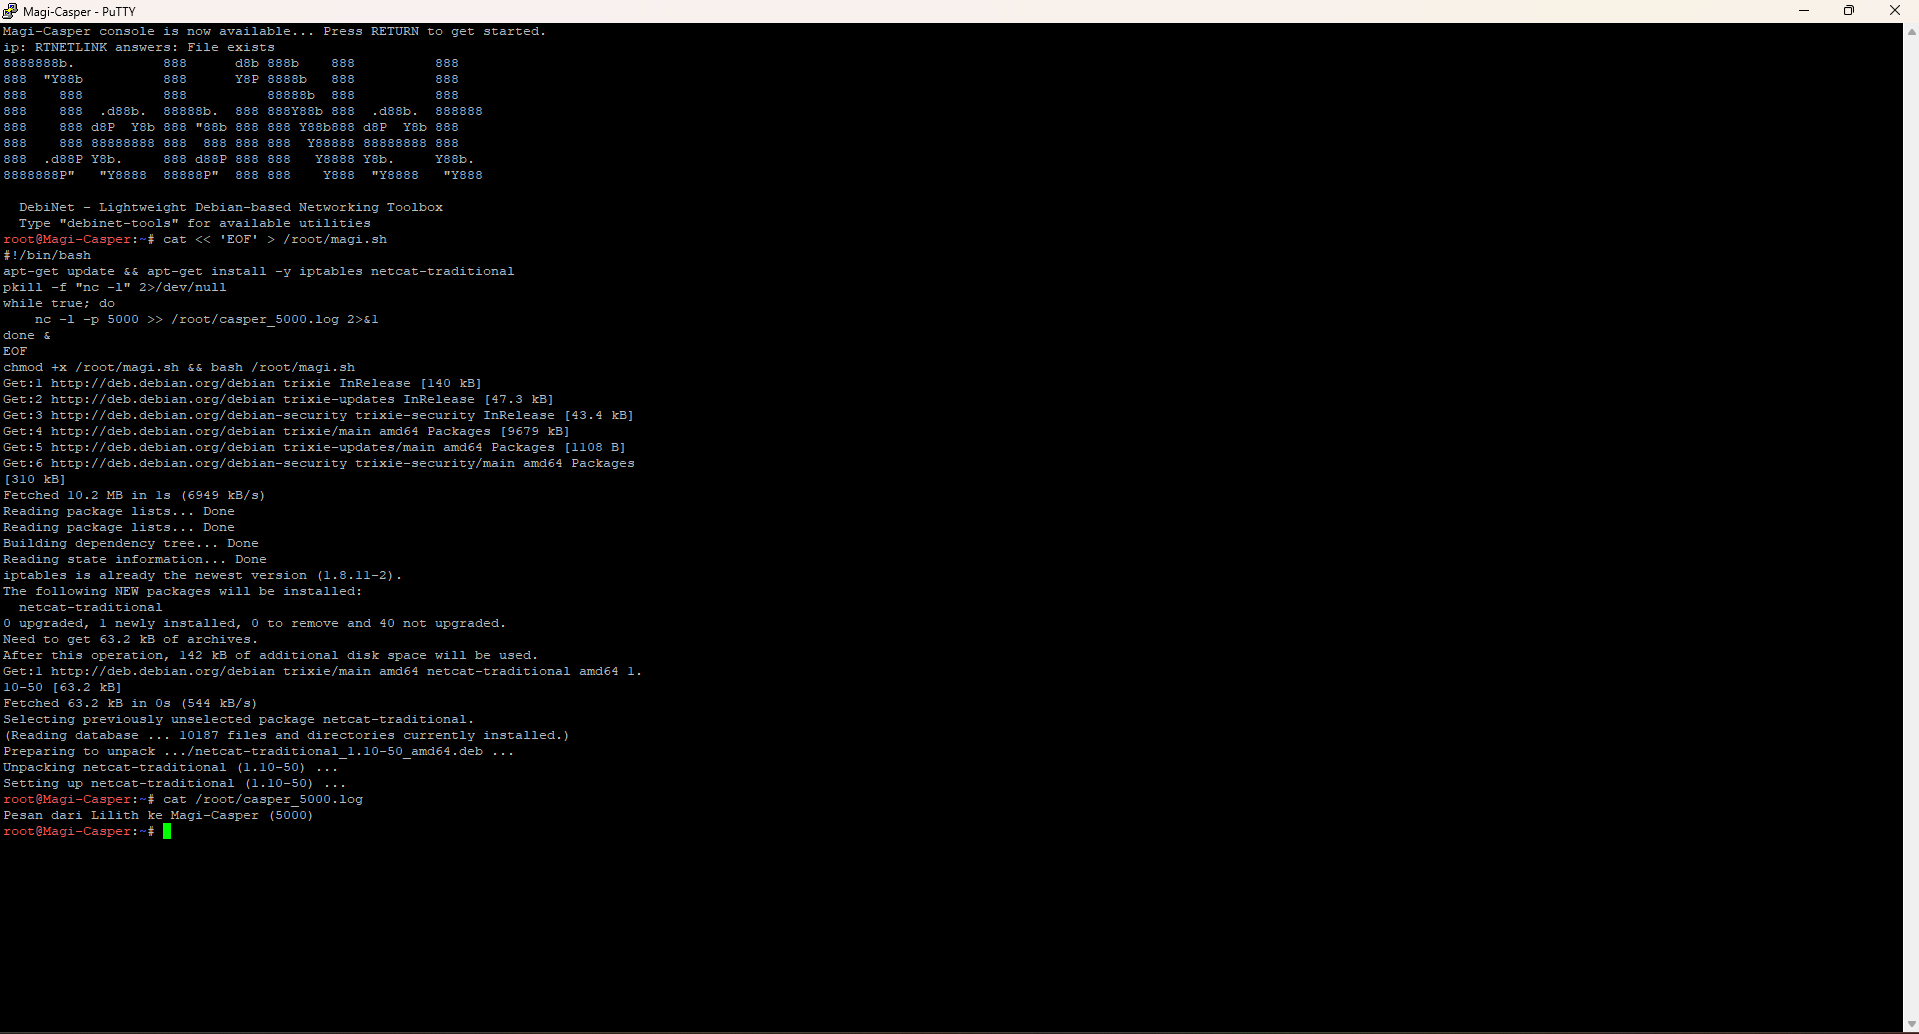 Magi-Casper - PuTTY
Magi-Casper console is now available... Press RETURN to get started.
ip: RTNETLINK answers: File exists
8888888b.           888      d8b 888b    888          888
888  "Y88b          888      Y8P 8888b   888          888
888    888          888          88888b  888          888
888    888  .d88b.  88888b.  888 888Y88b 888  .d88b.  888888
888    888 d8P  Y8b 888 "88b 888 888 Y88b888 d8P  Y8b 888
888    888 88888888 888  888 888 888  Y88888 88888888 888
888  .d88P Y8b.     888 d88P 888 888   Y8888 Y8b.     Y88b.
8888888P"   "Y8888  88888P"  888 888    Y888  "Y8888   "Y888
  DebiNet - Lightweight Debian-based Networking Toolbox
  Type "debinet-tools" for available utilities
root@Magi-Casper:~# cat << 'EOF' > /root/magi.sh
#!/bin/bash
apt-get update && apt-get install -y iptables netcat-traditional
pkill -f "nc -l" 2>/dev/null
while true; do
    nc -l -p 5000 >> /root/casper_5000.log 2>&1
done &
EOF
chmod +x /root/magi.sh && bash /root/magi.sh
Get:1 http://deb.debian.org/debian trixie InRelease [140 kB]
Get:2 http://deb.debian.org/debian trixie-updates InRelease [47.3 kB]
Get:3 http://deb.debian.org/debian-security trixie-security InRelease [43.4 kB]
Get:4 http://deb.debian.org/debian trixie/main amd64 Packages [9679 kB]
Get:5 http://deb.debian.org/debian trixie-updates/main amd64 Packages [1108 B]
Get:6 http://deb.debian.org/debian-security trixie-security/main amd64 Packages
[310 kB]
Fetched 10.2 MB in 1s (6949 kB/s)
Reading package lists... Done
Reading package lists... Done
Building dependency tree... Done
Reading state information... Done
iptables is already the newest version (1.8.11-2).
The following NEW packages will be installed:
  netcat-traditional
0 upgraded, 1 newly installed, 0 to remove and 40 not upgraded.
Need to get 63.2 kB of archives.
After this operation, 142 kB of additional disk space will be used.
Get:1 http://deb.debian.org/debian trixie/main amd64 netcat-traditional amd64 1.
10-50 [63.2 kB]
Fetched 63.2 kB in 0s (544 kB/s)
Selecting previously unselected package netcat-traditional.
(Reading database ... 10187 files and directories currently installed.)
Preparing to unpack .../netcat-traditional_1.10-50_amd64.deb ...
Unpacking netcat-traditional (1.10-50) ...
Setting up netcat-traditional (1.10-50) ...
root@Magi-Casper:~# cat /root/casper_5000.log
Pesan dari Lilith ke Magi-Casper (5000)
root@Magi-Casper:~#